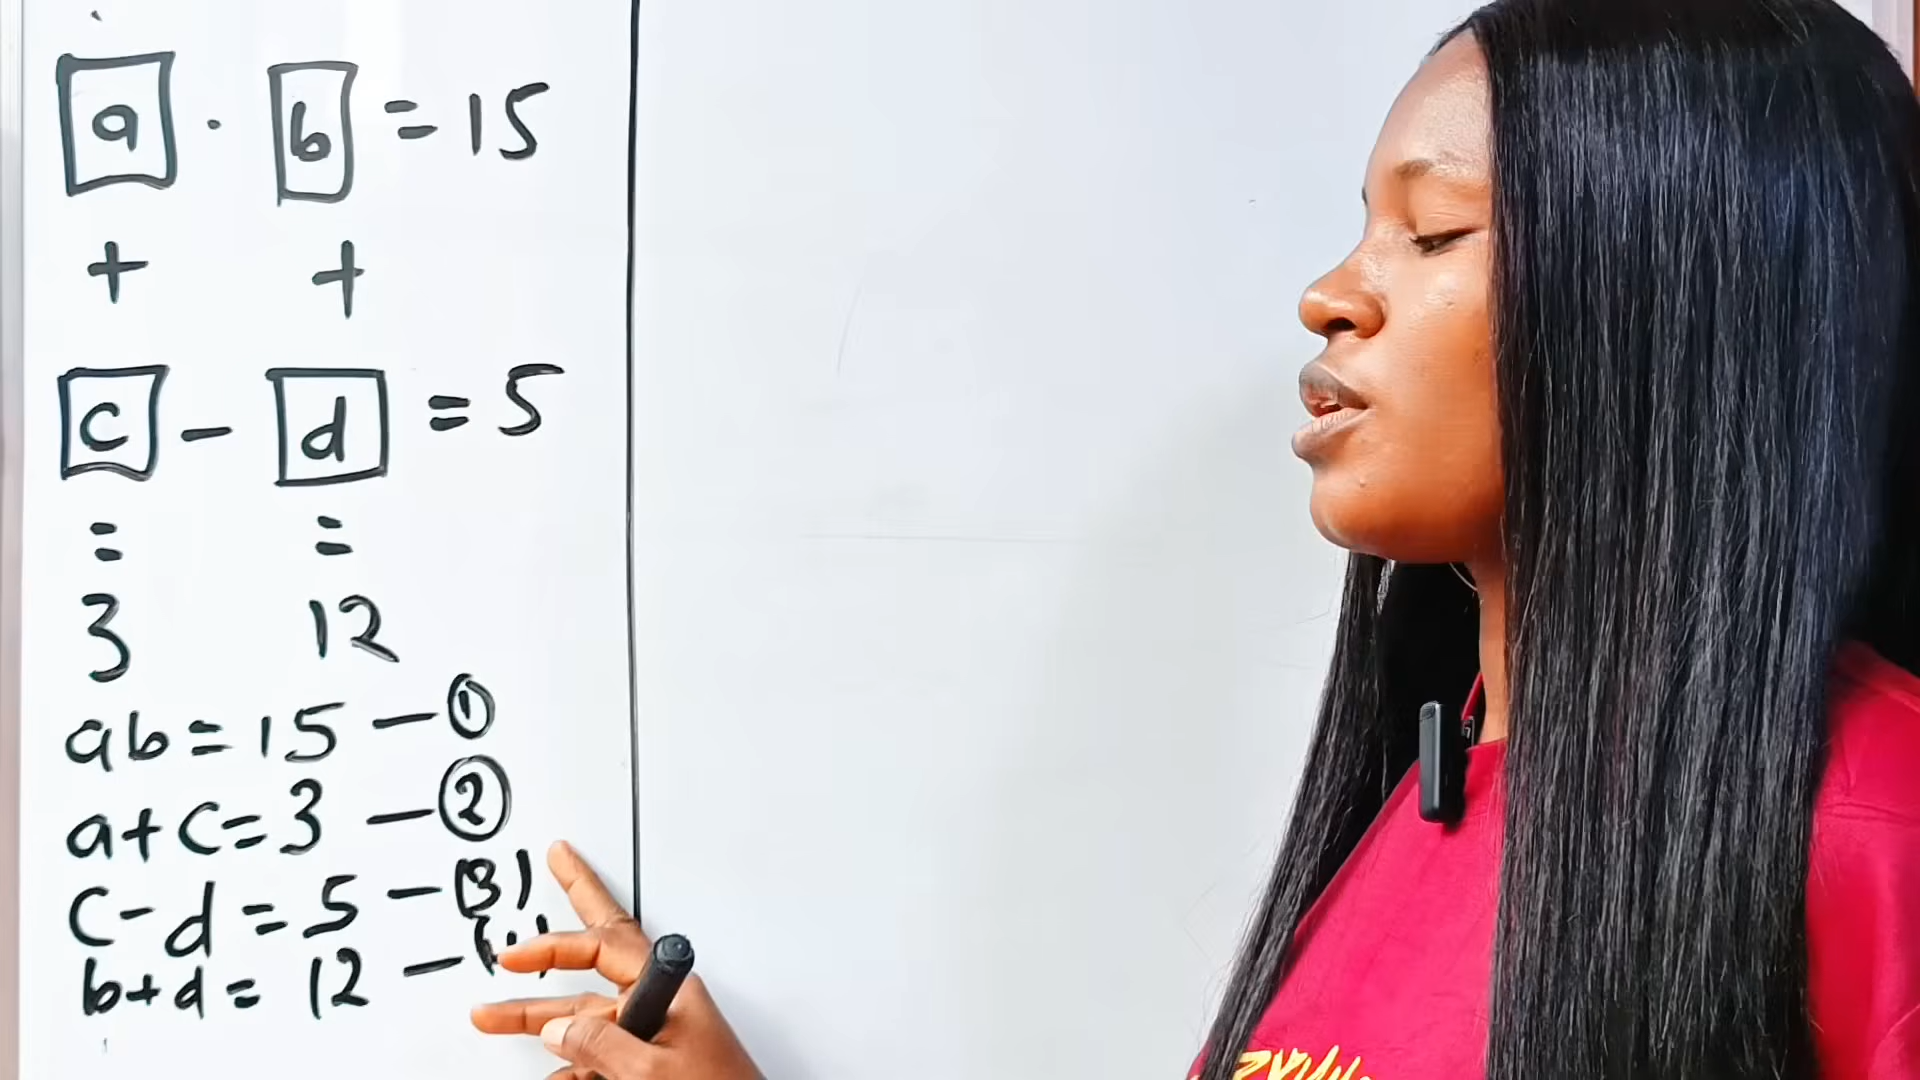 a · b = 15
+ +
c - d = 5
= =
3 12
ab = 15 — ①
a + c = 3 — ②
c - d = 5 — (3)
b + d = 12 —